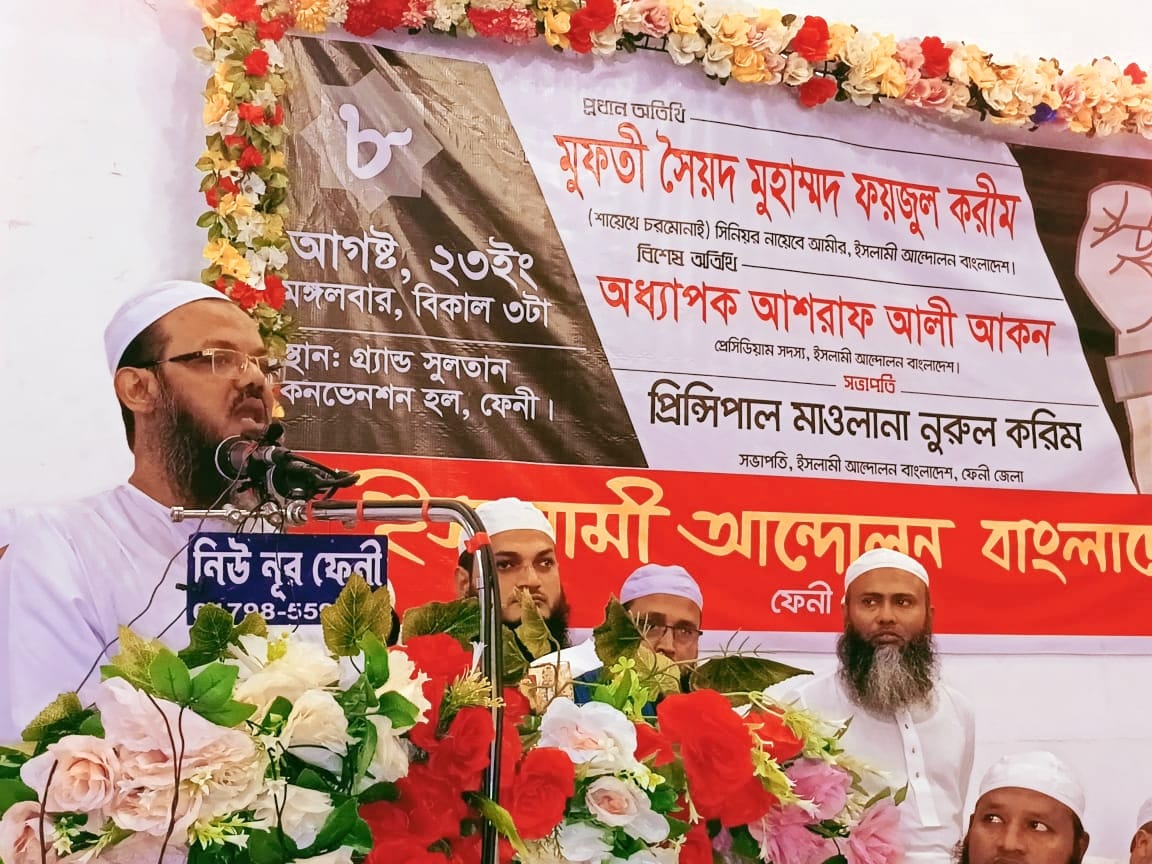 ৮
আগষ্ট, ২৩ইং
মঙ্গলবার, বিকাল ৩টা
স্থান: গ্র্যান্ড সুলতান
কনভেনশন হল, ফেনী।
প্রধান অতিথি
মুফতী সৈয়দ মুহাম্মদ ফয়জুল করীম
(শায়েখে চরমোনাই) সিনিয়র নায়েবে আমীর, ইসলামী আন্দোলন বাংলাদেশ।
বিশেষ অতিথি
অধ্যাপক আশরাফ আলী আকন
প্রেসিডিয়াম সদস্য, ইসলামী আন্দোলন বাংলাদেশ।
সভাপতি
প্রিন্সিপাল মাওলানা নুরুল করিম
সভাপতি, ইসলামী আন্দোলন বাংলাদেশ, ফেনী জেলা
আন্দোলন
ফেনী
নিউ নূর ফেনী